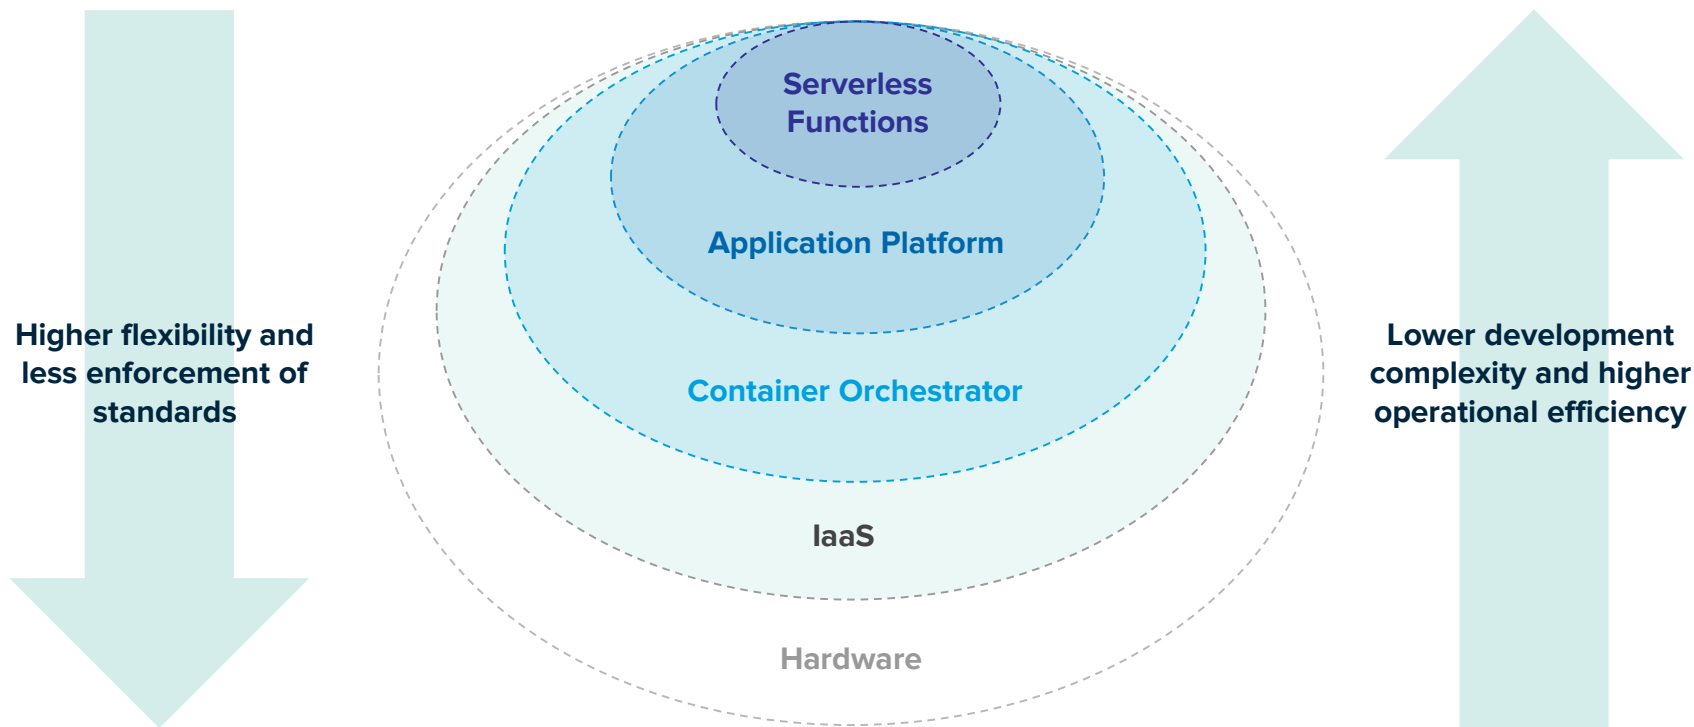 Serverless
Functions
Application Platform
Higher flexibility and
less enforcement of
standards
Lower development
complexity and higher
operational efficiency
Container Orchestrator
IaaS
Hardware